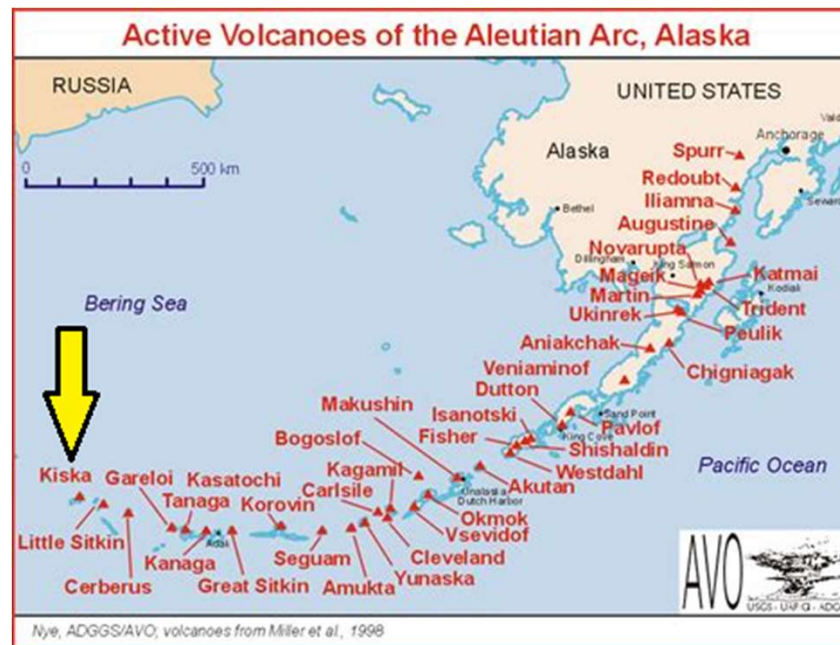 Active Volcanoes of the Aleutian Arc, Alaska
RUSSIA
UNITED STATES
0
500 km
Alaska
Anchorage
Spurr
Redoubt
Iliamna
Seward
Bethel
Augustine
Dillingham
King Salmon
Novarupta
Katmai
Mageik
Kodiak
Martin
Trident
Ukinrek
Peulik
Bering Sea
Aniakchak
Chigniagak
Veniaminof
Dutton
Sand Point
Makushin
Isanotski
Pavlof
King Cove
Bogoslof
Fisher
Shishaldin
Westdahl
Pacific Ocean
Kiska
Gareloi
Kasatochi
Kagamil
Unalaska
Dutch Harbor
Akutan
Tanaga
Korovin
Carlsile
Okmok
Little Sitkin
Adak
Vsevidof
Kanaga
Seguam
Cleveland
Cerberus
Great Sitkin
Amukta
Yunaska
AVO
Nye, ADGGS/AVO; volcanoes from Miller et al., 1998